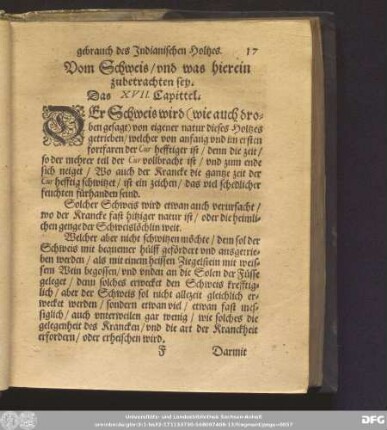 gebrauch des Indianischen Holtzes. 17
Vom Schweis / vnd was hierein
zubetrachten sey.
Das XVII. Capittel.
DEr Schweis wird (wie auch dro-
ben gesagt) von eigener natur dieses Holtzes
getrieben / welcher von anfang vnd im ersten
fortfaren der Cur hefftiger ist / denn die zeit /
so der mehrer teil der Cur vollbracht ist / vnd zum ende
sich neiget / Wo auch der Krancke die gantze zeit der
Cur hefftig schwitzet / ist ein zeichen / das viel schedlicher
feuchten fürhanden seind.
Solcher Schweis wird etwan auch verursacht /
wo der Krancke fast hitziger natur ist / oder die heimli-
chen genge der Schweislöchlin weit.
Welcher aber nicht schwitzen möchte / dem sol der
Schweis mit bequemer hülff gefördert vnd ausgetrie-
ben werden / als mit einem heissen Ziegelstein mit weis-
sem Wein begossen / vnd vnden an die Solen der Füsse
geleget / denn solches erwecket den Schweis krefftig-
lich / aber der Schweis sol nicht allezeit gleichlich er-
wecket werden / sondern etwan viel / etwan fast mes-
siglich / auch vnterweilen gar wenig / wie solches die
gelegenheit des Krancken / vnd die art der Kranckheit
erfordern / oder erheischen wird.
F Darmit
Universitäts- und Landesbibliothek Sachsen-Anhalt
DFG